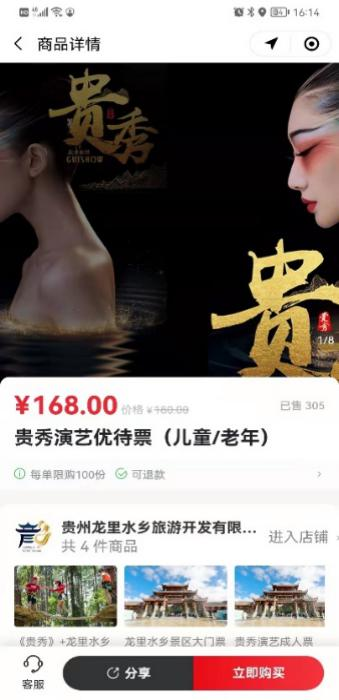 16:14
商品详情
贵秀
GUISHOW
贵
贵秀
1/8
¥168.00 价格 ¥168.00 已售 305
贵秀演艺优待票（儿童/老年）
每单限购100份 可退款
贵州龙里水乡旅游开发有限... 进入店铺
共 4 件商品
《贵秀》+龙里水乡 龙里水乡景区大门票 贵秀演艺成人票
客服 分享 立即购买